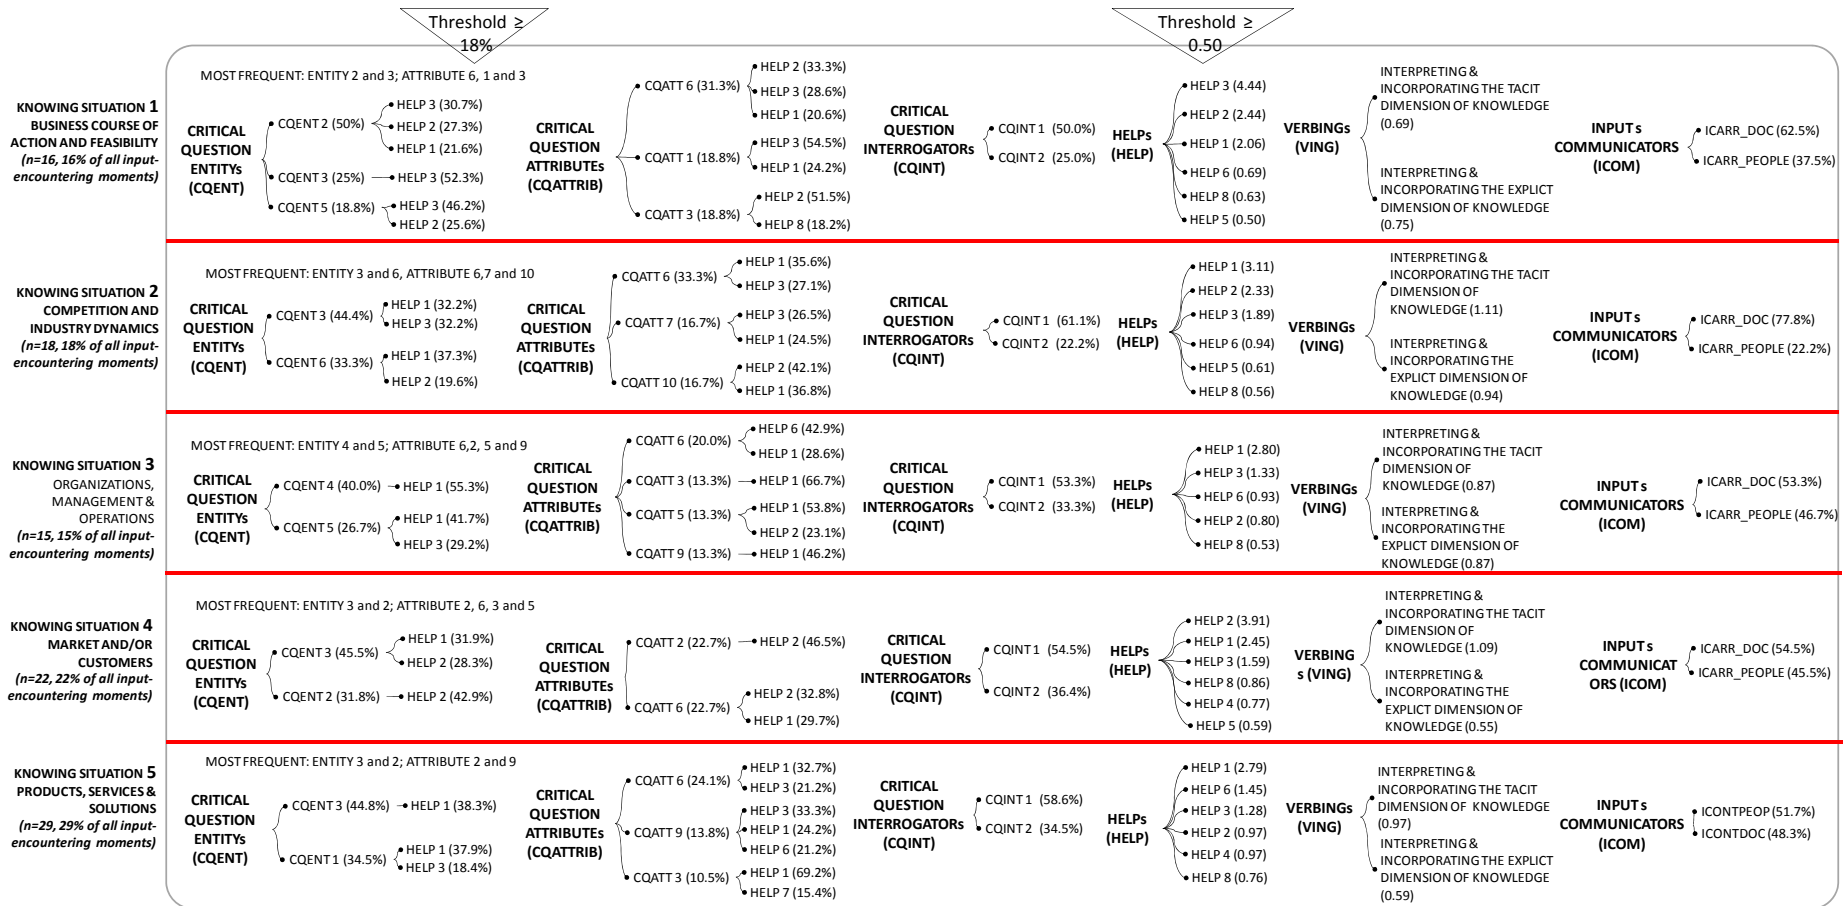 Threshold ≥
18%
Threshold ≥
0.50
KNOWING SITUATION 1
BUSINESS COURSE OF
ACTION AND FEASIBILITY
(n=16, 16% of all input-
encountering moments)
MOST FREQUENT: ENTITY 2 and 3; ATTRIBUTE 6, 1 and 3
CRITICAL
QUESTION
ENTITYs
(CQENT)
CQENT 2 (50%)
HELP 3 (30.7%)
HELP 2 (27.3%)
HELP 1 (21.6%)
CQENT 3 (25%)
HELP 3 (52.3%)
CQENT 5 (18.8%)
HELP 3 (46.2%)
HELP 2 (25.6%)
CRITICAL
QUESTION
ATTRIBUTEs
(CQATTRIB)
CQATT 6 (31.3%)
HELP 2 (33.3%)
HELP 3 (28.6%)
HELP 1 (20.6%)
CQATT 1 (18.8%)
HELP 3 (54.5%)
HELP 1 (24.2%)
CQATT 3 (18.8%)
HELP 2 (51.5%)
HELP 8 (18.2%)
CRITICAL
QUESTION
INTERROGATORs
(CQINT)
CQINT 1 (50.0%)
CQINT 2 (25.0%)
HELPs
(HELP)
HELP 3 (4.44)
HELP 2 (2.44)
HELP 1 (2.06)
HELP 6 (0.69)
HELP 8 (0.63)
HELP 5 (0.50)
VERBINGs
(VING)
INTERPRETING &
INCORPORATING THE TACIT
DIMENSION OF KNOWLEDGE
(0.69)
INTERPRETING &
INCORPORATING THE EXPLICT
DIMENSION OF KNOWLEDGE
(0.75)
INPUTs
COMMUNICATORs
(ICOM)
ICARR_DOC (62.5%)
ICARR_PEOPLE (37.5%)
KNOWING SITUATION 2
COMPETITION AND
INDUSTRY DYNAMICS
(n=18, 18% of all input-
encountering moments)
MOST FREQUENT: ENTITY 3 and 6, ATTRIBUTE 6,7 and 10
CRITICAL
QUESTION
ENTITYs
(CQENT)
CQENT 3 (44.4%)
HELP 1 (32.2%)
HELP 3 (32.2%)
CQENT 6 (33.3%)
HELP 1 (37.3%)
HELP 2 (19.6%)
CRITICAL
QUESTION
ATTRIBUTEs
(CQATTRIB)
CQATT 6 (33.3%)
HELP 1 (35.6%)
HELP 3 (27.1%)
CQATT 7 (16.7%)
HELP 3 (26.5%)
HELP 1 (24.5%)
CQATT 10 (16.7%)
HELP 2 (42.1%)
HELP 1 (36.8%)
CRITICAL
QUESTION
INTERROGATORs
(CQINT)
CQINT 1 (61.1%)
CQINT 2 (22.2%)
HELPs
(HELP)
HELP 1 (3.11)
HELP 2 (2.33)
HELP 3 (1.89)
HELP 6 (0.94)
HELP 5 (0.61)
HELP 8 (0.56)
VERBINGs
(VING)
INTERPRETING &
INCORPORATING THE TACIT
DIMENSION OF
KNOWLEDGE (1.11)
INTERPRETING &
INCORPORATING THE
EXPLICT DIMENSION OF
KNOWLEDGE (0.94)
INPUTs
COMMUNICATORs
(ICOM)
ICARR_DOC (77.8%)
ICARR_PEOPLE (22.2%)
KNOWING SITUATION 3
ORGANIZATIONS,
MANAGEMENT &
OPERATIONS
(n=15, 15% of all input-
encountering moments)
MOST FREQUENT: ENTITY 4 and 5; ATTRIBUTE 6,2, 5 and 9
CRITICAL
QUESTION
ENTITYs
(CQENT)
CQENT 4 (40.0%)
HELP 1 (55.3%)
CQENT 5 (26.7%)
HELP 1 (41.7%)
HELP 3 (29.2%)
CRITICAL
QUESTION
ATTRIBUTEs
(CQATTRIB)
CQATT 6 (20.0%)
HELP 6 (42.9%)
HELP 1 (28.6%)
CQATT 3 (13.3%)
HELP 1 (66.7%)
CQATT 5 (13.3%)
HELP 1 (53.8%)
HELP 2 (23.1%)
CQATT 9 (13.3%)
HELP 1 (46.2%)
CRITICAL
QUESTION
INTERROGATORs
(CQINT)
CQINT 1 (53.3%)
CQINT 2 (33.3%)
HELPs
(HELP)
HELP 1 (2.80)
HELP 3 (1.33)
HELP 6 (0.93)
HELP 2 (0.80)
HELP 8 (0.53)
VERBINGs
(VING)
INTERPRETING &
INCORPORATING THE TACIT
DIMENSION OF
KNOWLEDGE (0.87)
INTERPRETING &
INCORPORATING THE
EXPLICT DIMENSION OF
KNOWLEDGE (0.87)
INPUTs
COMMUNICATORs
(ICOM)
ICARR_DOC (53.3%)
ICARR_PEOPLE (46.7%)
KNOWING SITUATION 4
MARKET AND/OR
CUSTOMERS
(n=22, 22% of all input-
encountering moments)
MOST FREQUENT: ENTITY 3 and 2; ATTRIBUTE 2, 6, 3 and 5
CRITICAL
QUESTION
ENTITYs
(CQENT)
CQENT 3 (45.5%)
HELP 1 (31.9%)
HELP 2 (28.3%)
CQENT 2 (31.8%)
HELP 2 (42.9%)
CRITICAL
QUESTION
ATTRIBUTEs
(CQATTRIB)
CQATT 2 (22.7%)
HELP 2 (46.5%)
CQATT 6 (22.7%)
HELP 2 (32.8%)
HELP 1 (29.7%)
CRITICAL
QUESTION
INTERROGATORs
(CQINT)
CQINT 1 (54.5%)
CQINT 2 (36.4%)
HELPs
(HELP)
HELP 2 (3.91)
HELP 1 (2.45)
HELP 3 (1.59)
HELP 8 (0.86)
HELP 4 (0.77)
HELP 5 (0.59)
VERBING
s (VING)
INTERPRETING &
INCORPORATING THE TACIT
DIMENSION OF
KNOWLEDGE (1.09)
INTERPRETING &
INCORPORATING THE
EXPLICT DIMENSION OF
KNOWLEDGE (0.55)
INPUTs
COMMUNICAT
ORs (ICOM)
ICARR_DOC (54.5%)
ICARR_PEOPLE (45.5%)
KNOWING SITUATION 5
PRODUCTS, SERVICES &
SOLUTIONS
(n=29, 29% of all input-
encountering moments)
MOST FREQUENT: ENTITY 3 and 2; ATTRIBUTE 2 and 9
CRITICAL
QUESTION
ENTITYs
(CQENT)
CQENT 3 (44.8%)
HELP 1 (38.3%)
CQENT 1 (34.5%)
HELP 1 (37.9%)
HELP 3 (18.4%)
CRITICAL
QUESTION
ATTRIBUTEs
(CQATTRIB)
CQATT 6 (24.1%)
HELP 1 (32.7%)
HELP 3 (21.2%)
CQATT 9 (13.8%)
HELP 3 (33.3%)
HELP 1 (24.2%)
HELP 6 (21.2%)
CQATT 3 (10.5%)
HELP 1 (69.2%)
HELP 7 (15.4%)
CRITICAL
QUESTION
INTERROGATORs
(CQINT)
CQINT 1 (58.6%)
CQINT 2 (34.5%)
HELPs
(HELP)
HELP 1 (2.79)
HELP 6 (1.45)
HELP 3 (1.28)
HELP 2 (0.97)
HELP 4 (0.97)
HELP 8 (0.76)
VERBINGs
(VING)
INTERPRETING &
INCORPORATING THE TACIT
DIMENSION OF KNOWLEDGE
(0.97)
INTERPRETING &
INCORPORATING THE EXPLICT
DIMENSION OF KNOWLEDGE
(0.59)
INPUTs
COMMUNICATORs
(ICOM)
ICONTPEOP (51.7%)
ICONTDOC (48.3%)